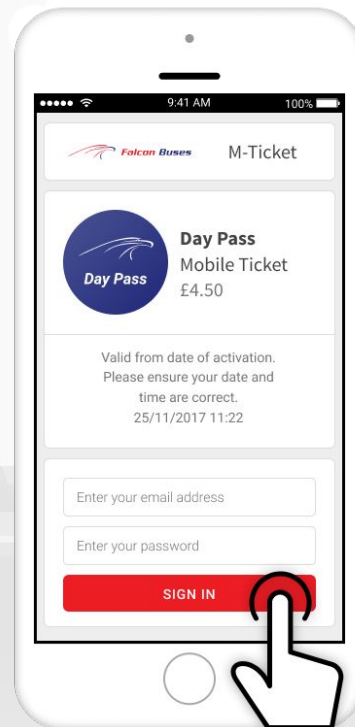 9:41 AM
100%
Falcon Buses
M-Ticket
Day Pass
Day Pass
Mobile Ticket
£4.50
Valid from date of activation.
Please ensure your date and
time are correct.
25/11/2017 11:22
Enter your email address
Enter your password
SIGN IN